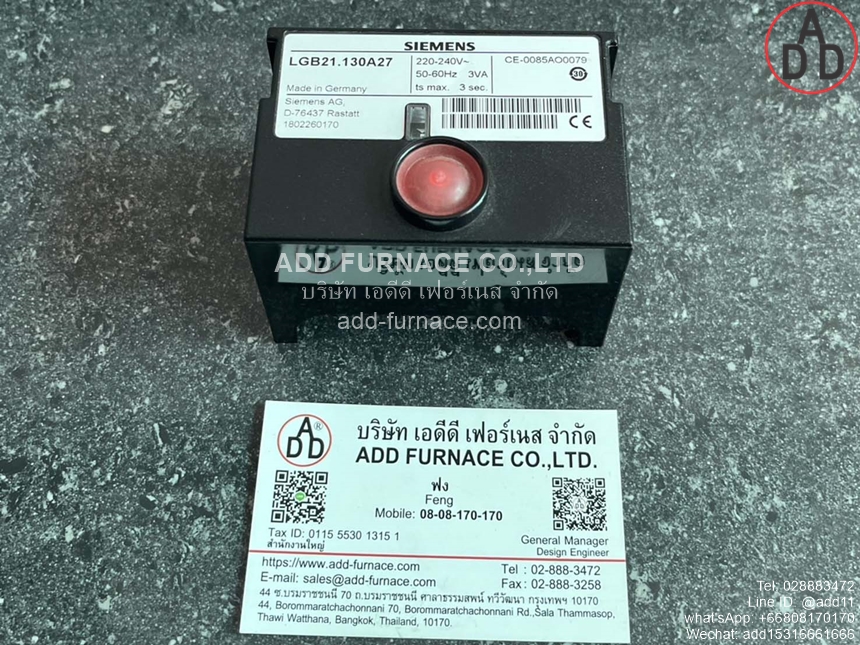 SIEMENS
LGB21.130A27
220-240V~
CE-0085AO0079
50-60Hz 3VA
30
Made in Germany
ts max. 3 sec.
Siemens AG,
D-76437 Rastatt
1802260170
CE
ADD
ADD FURNACE CO.,LTD
บริษัท เอดีดี เฟอร์เนส จำกัด
add-furnace.com
ADD®
บริษัท เอดีดี เฟอร์เนส จำกัด
ADD FURNACE CO.,LTD.
ฟง
Feng
Mobile: 08-08-170-170
Tax ID: 0115 5530 1315 1
สำนักงานใหญ่
General Manager
Design Engineer
https://www.add-furnace.com
Tel : 02-888-3472
E-mail: sales@add-furnace.com
Fax : 02-888-3258
44 ซ.บรมราชชนนี 70 ถ.บรมราชชนนี ศาลาธรรมสพน์ ทวีวัฒนา กรุงเทพฯ 10170
44, Borommaratchachonnani 70, Borommaratchachonnani Rd.,Sala Thammasop,
Thawi Watthana, Bangkok, Thailand, 10170.
Tel: 028883472
Line ID: @add11
what'sApp: +66808170170
Wechat: add15316661666